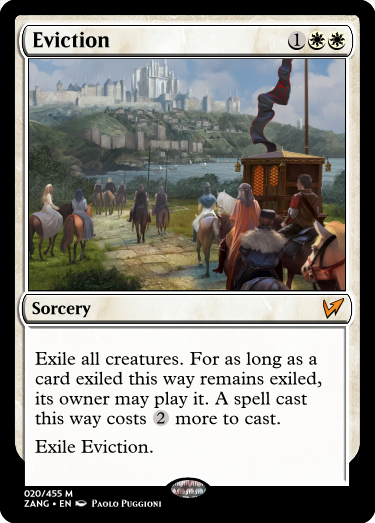 Eviction 1
Sorcery
Exile all creatures. For as long as a
card exiled this way remains exiled,
its owner may play it. A spell cast
this way costs 2 more to cast.
Exile Eviction.
020/455 M
ZANG • EN Paolo Puggioni